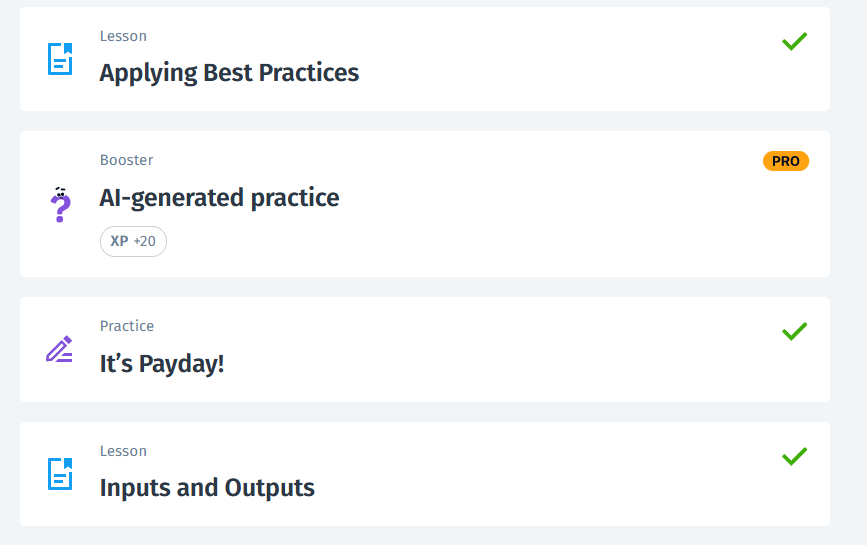 Lesson
Applying Best Practices
Booster
PRO
AI-generated practice
XP +20
Practice
It’s Payday!
Lesson
Inputs and Outputs